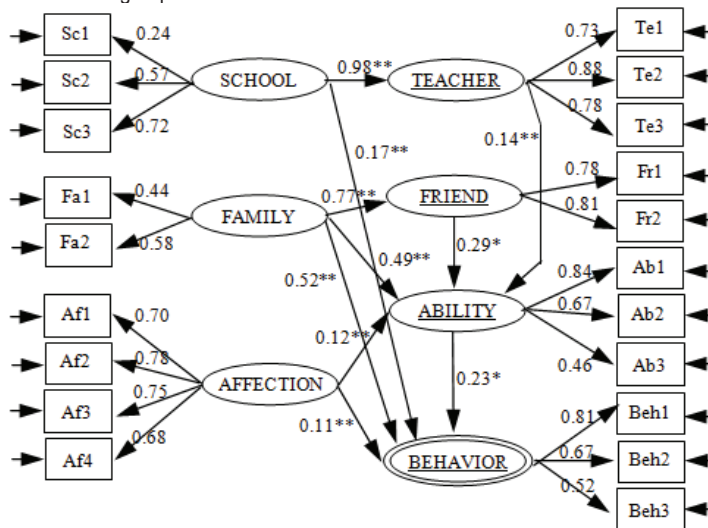 Sc1
0.24
Sc2
0.57
Sc3
0.72
SCHOOL
0.98**
TEACHER
0.73
Te1
0.88
Te2
0.78
Te3
0.14**
0.17**
Fa1
0.44
Fa2
0.58
FAMILY
0.77**
FRIEND
0.78
Fr1
0.81
Fr2
0.29*
0.49**
0.52**
ABILITY
0.84
Ab1
0.67
Ab2
0.46
Ab3
0.12**
Af1
0.70
Af2
0.78
Af3
0.75
Af4
0.68
AFFECTION
0.23*
0.11**
BEHAVIOR
0.81
Beh1
0.67
Beh2
0.52
Beh3